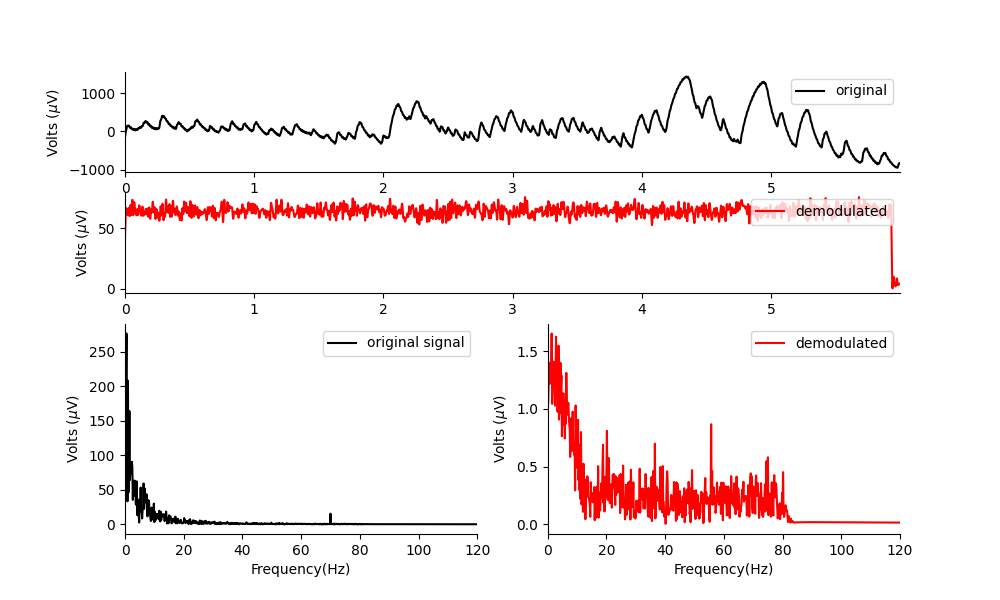 Volts (μV)
1000
0
−1000
original
0 1 2 3 4 5
Volts (μV)
50
0
demodulated
0 1 2 3 4 5
Volts (μV)
250
200
150
100
50
0
original signal
0 20 40 60 80 100 120
Frequency(Hz)
Volts (μV)
1.5
1.0
0.5
0.0
demodulated
0 20 40 60 80 100 120
Frequency(Hz)